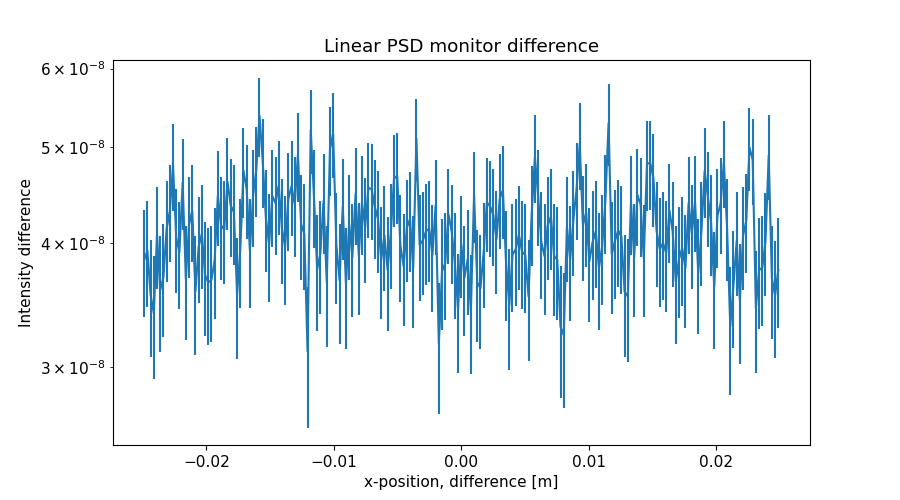 Linear PSD monitor difference
6 × 10⁻⁸
5 × 10⁻⁸
4 × 10⁻⁸
3 × 10⁻⁸
Intensity difference
−0.02 −0.01 0.00 0.01 0.02
x-position, difference [m]